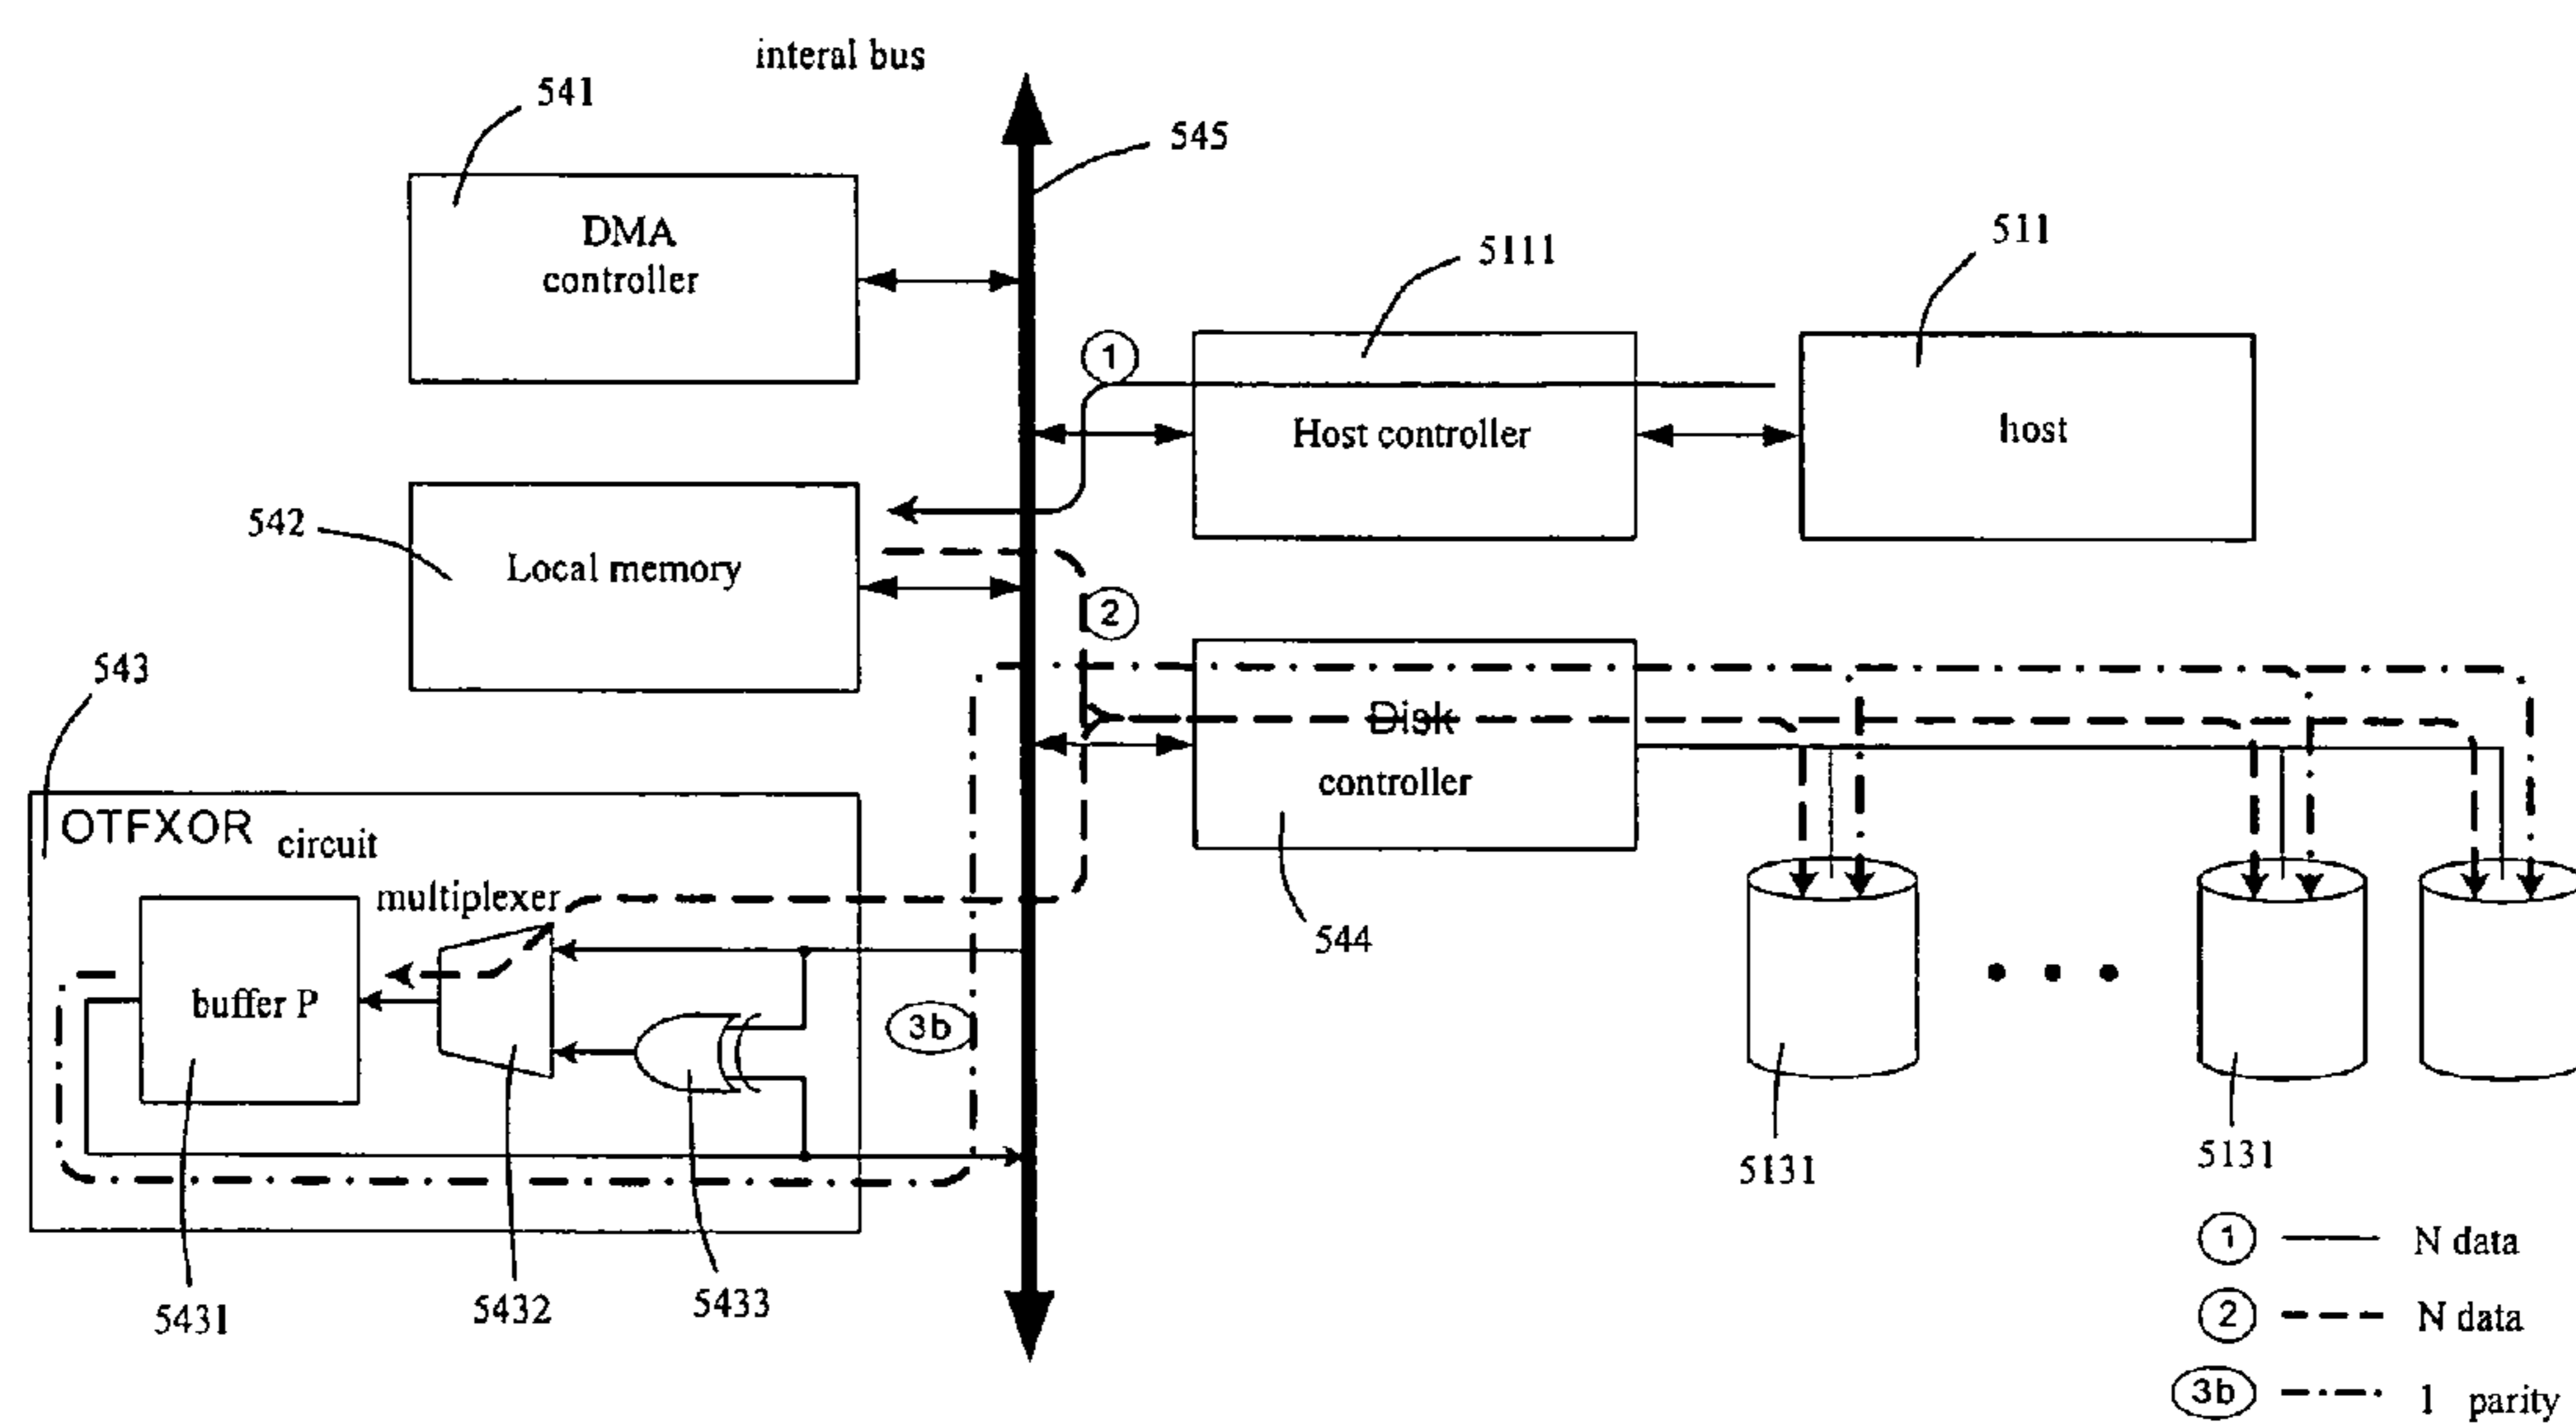 interal bus
541
545
DMA
controller
5111
511
1
Host controller
host
542
Local memory
2
543
Disk
controller
OTFXOR circuit
multiplexer
544
buffer P
3b
5131
5131
5431
5432
5433
1 N data
2 N data
3b 1 parity